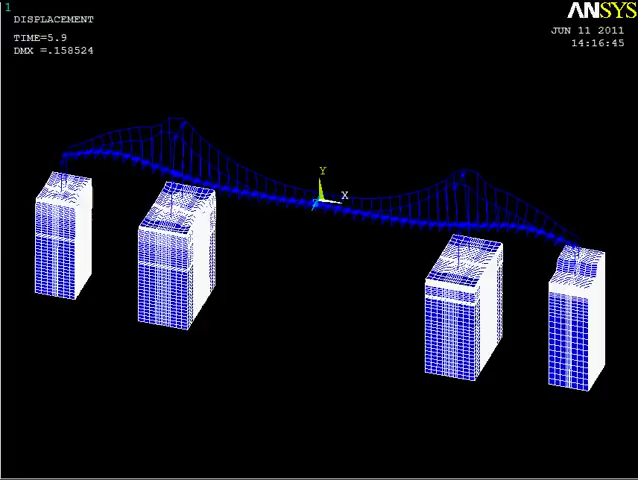 1
DISPLACEMENT
TIME=5.9
DMX =.158524
ANSYS
JUN 11 2011
14:16:45
Y
X